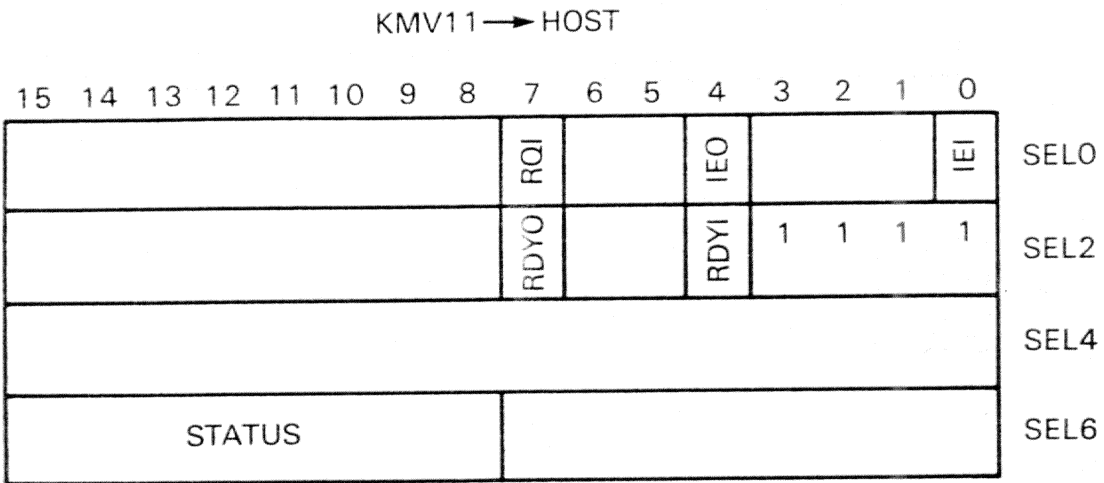 KMV11 → HOST
15 14 13 12 11 10 9 8 7 6 5 4 3 2 1 0
RQI IEO IEI SEL0
RDYO RDYI 1 1 1 1 SEL2
SEL4
STATUS SEL6